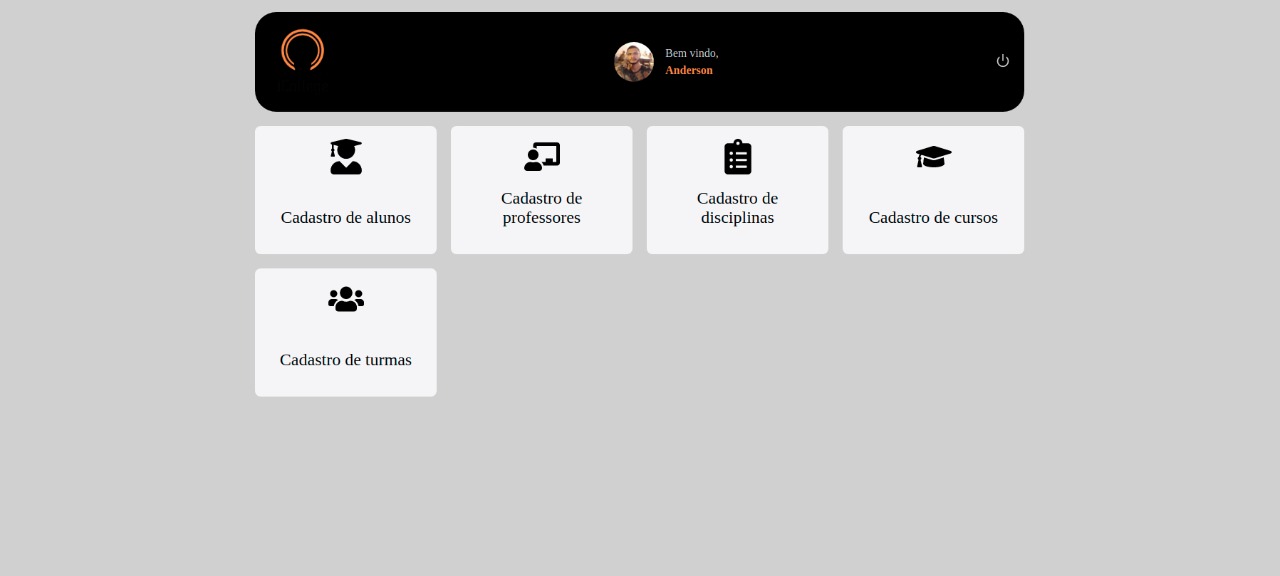 Bem vindo,
Anderson
Cadastro de alunos
Cadastro de
professores
Cadastro de
disciplinas
Cadastro de cursos
Cadastro de turmas